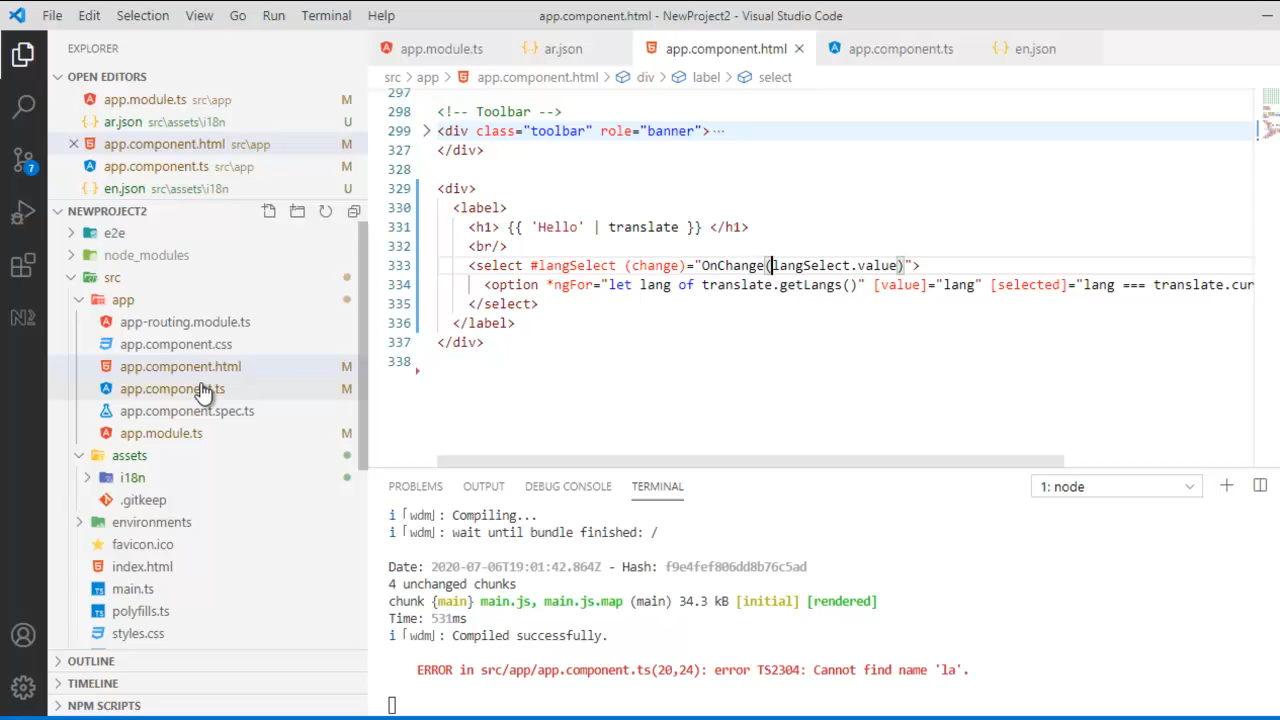 File Edit Selection View Go Run Terminal Help app.component.html - NewProject2 - Visual Studio Code
EXPLORER
OPEN EDITORS
app.module.ts src\app M
ar.json src\assets\i18n U
app.component.html src\app M
app.component.ts src\app M
en.json src\assets\i18n U
NEWPROJECT2
e2e
node_modules
src
app
app-routing.module.ts
app.component.css
app.component.html M
app.component.ts M
app.component.spec.ts
app.module.ts M
assets
i18n
.gitkeep
environments
favicon.ico
index.html
main.ts
polyfills.ts
styles.css
OUTLINE
TIMELINE
NPM SCRIPTS
7
app.module.ts ar.json app.component.html app.component.ts en.json
src > app > app.component.html > div > label > select
297
298 <!-- Toolbar -->
299 <div class="toolbar" role="banner"> ...
327 </div>
328
329 <div>
330 <label>
331 <h1> {{ 'Hello' | translate }} </h1>
332 <br/>
333 <select #langSelect (change)="OnChange(langSelect.value)">
334 <option *ngFor="let lang of translate.getLangs()" [value]="lang" [selected]="lang === translate.cur
335 </select>
336 </label>
337 </div>
338
PROBLEMS OUTPUT DEBUG CONSOLE TERMINAL 1: node
i ｢wdm｣: Compiling...
i ｢wdm｣: wait until bundle finished: /
Date: 2020-07-06T19:01:42.864Z - Hash: f9e4fef806dd8b76c5ad
4 unchanged chunks
chunk {main} main.js, main.js.map (main) 34.3 kB [initial] [rendered]
Time: 531ms
i ｢wdm｣: Compiled successfully.
ERROR in src/app/app.component.ts(20,24): error TS2304: Cannot find name 'la'.